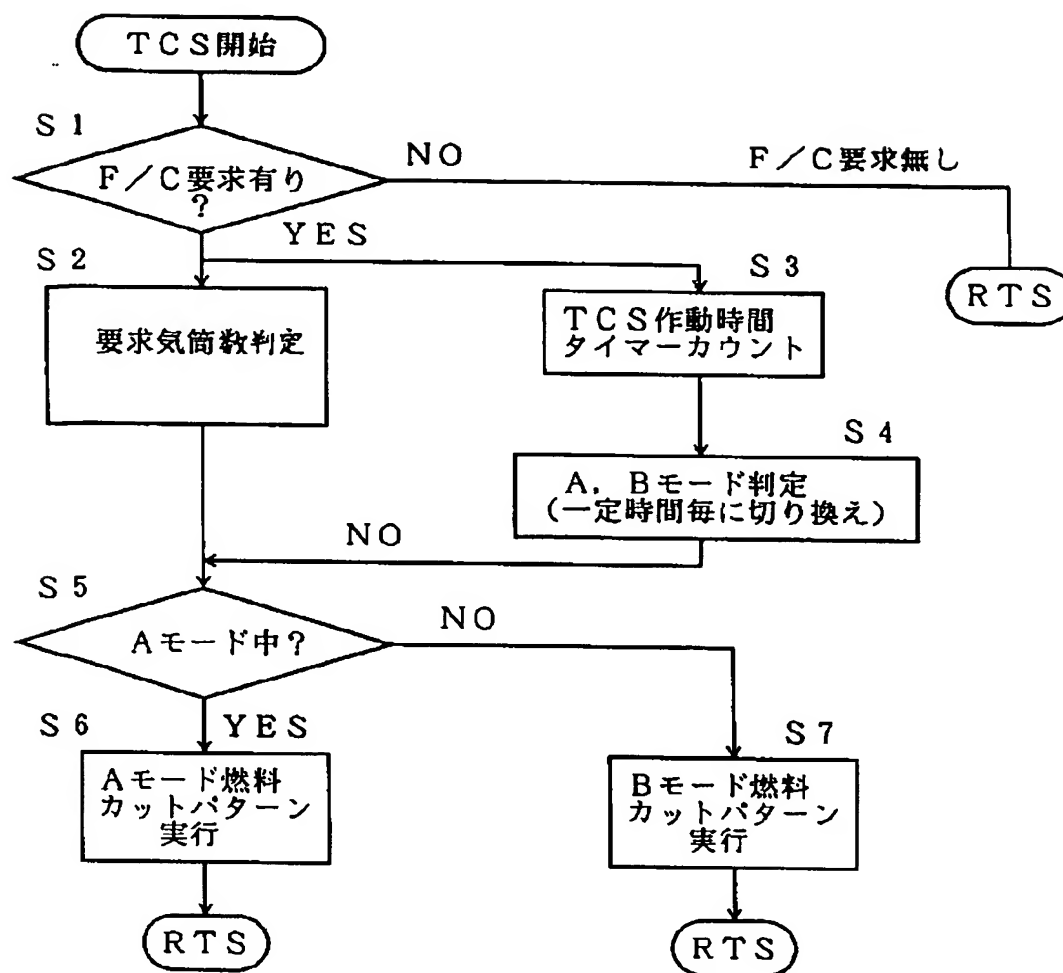 TCS開始
S1
F/C要求有り
?
NO
F/C要求無し
RTS
YES
S2
要求気筒数判定
S3
TCS作動時間
タイマーカウント
S4
A,Bモード判定
(一定時間毎に切り換え)
NO
S5
Aモード中?
NO
S6
YES
Aモード燃料
カットパターン
実行
RTS
S7
Bモード燃料
カットパターン
実行
RTS